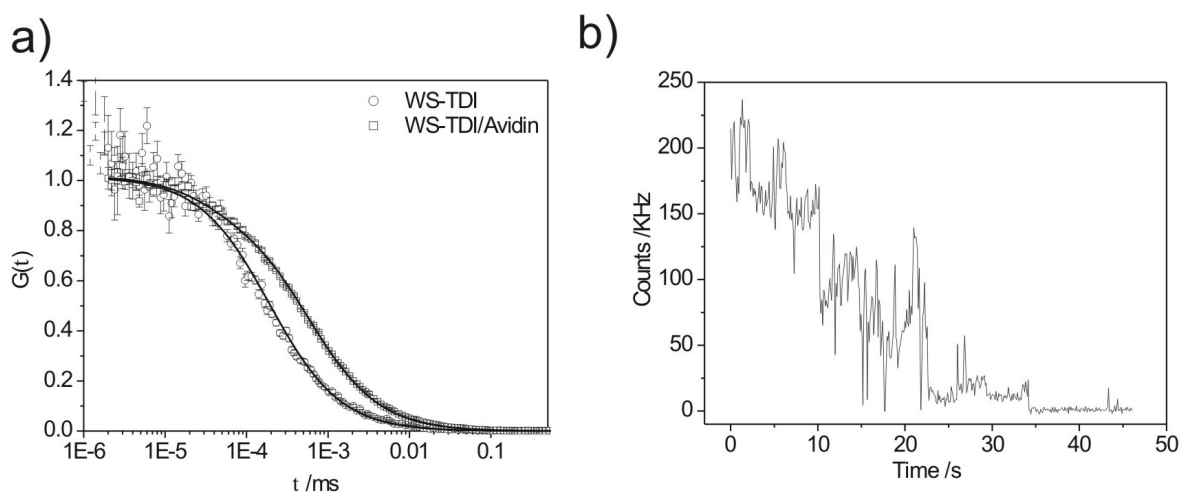 a)
1.4
1.2
1.0
0.8
0.6
0.4
0.2
0.0
G(t)
WS-TDI
WS-TDI/Avidin
1E-6 1E-5 1E-4 1E-3 0.01 0.1
t /ms
b)
250
200
150
100
50
0
Counts /KHz
0 10 20 30 40 50
Time /s